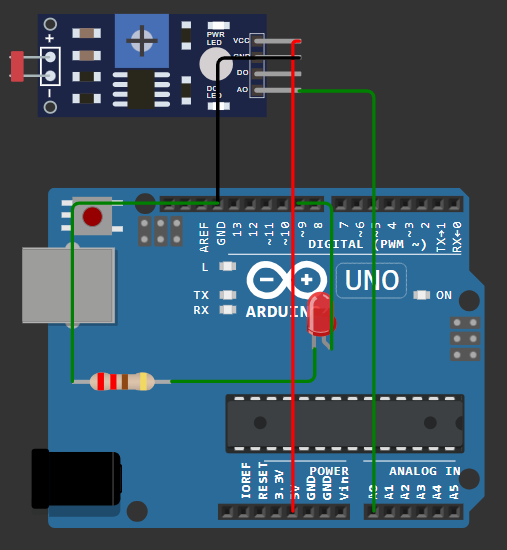 +
PWR
LED
VCC
GND
DO
AO
DO
LED
−
AREF
GND
13
12
~11
~10
~9
8
7
~6
~5
4
~3
2
TX→1
RX←0
DIGITAL (PWM ~)
L
TX
RX
UNO
ON
ARDUINO
POWER
ANALOG IN
IOREF
RESET
3.3V
5V
GND
GND
Vin
A0
A1
A2
A3
A4
A5